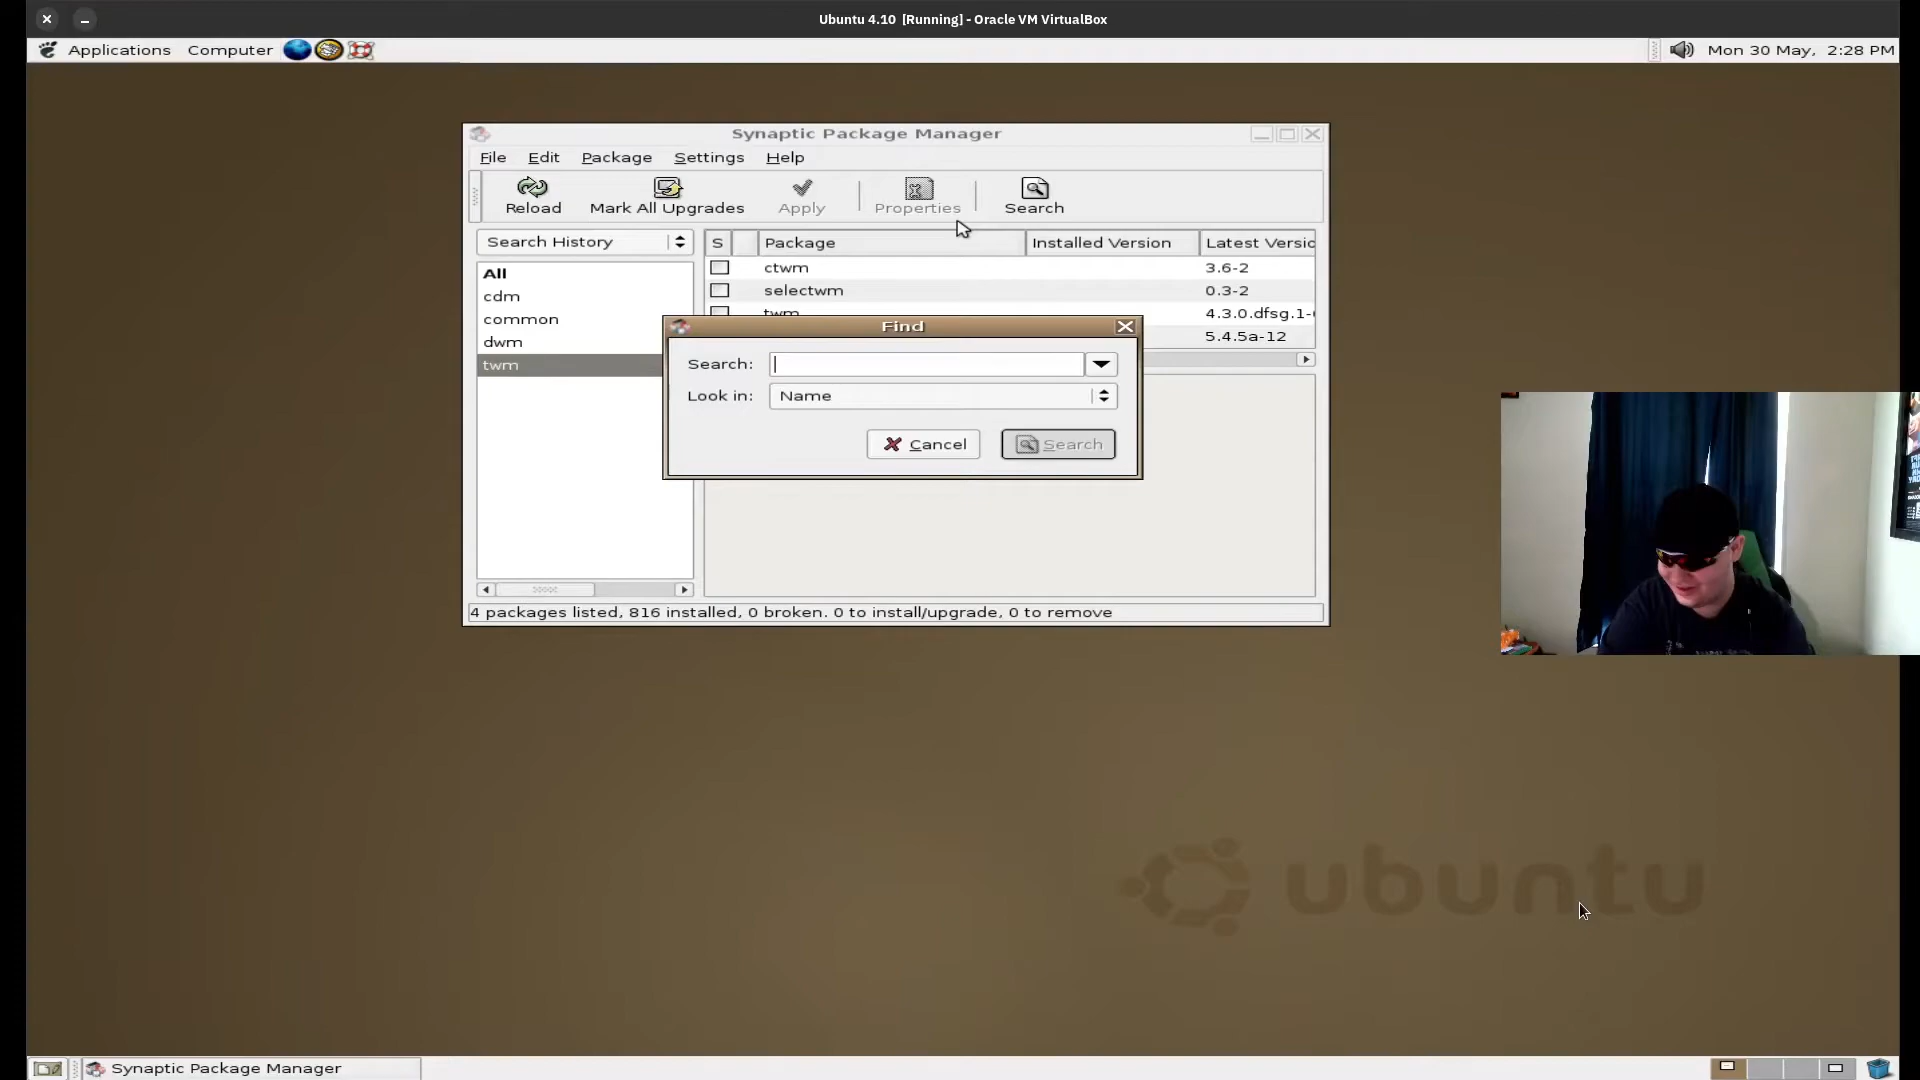 Ubuntu 4.10 [Running] - Oracle VM VirtualBox
Applications Computer
Mon 30 May, 2:28 PM
Synaptic Package Manager
File Edit Package Settings Help
Reload Mark All Upgrades Apply Properties Search
Search History
S Package Installed Version Latest Versio
All
cdm
common
dwm
twm
ctwm 3.6-2
selectwm 0.3-2
twm 4.3.0.dfsg.1-
5.4.5a-12
Find
Search:
Look in: Name
Cancel Search
4 packages listed, 816 installed, 0 broken. 0 to install/upgrade, 0 to remove
ubuntu
Synaptic Package Manager